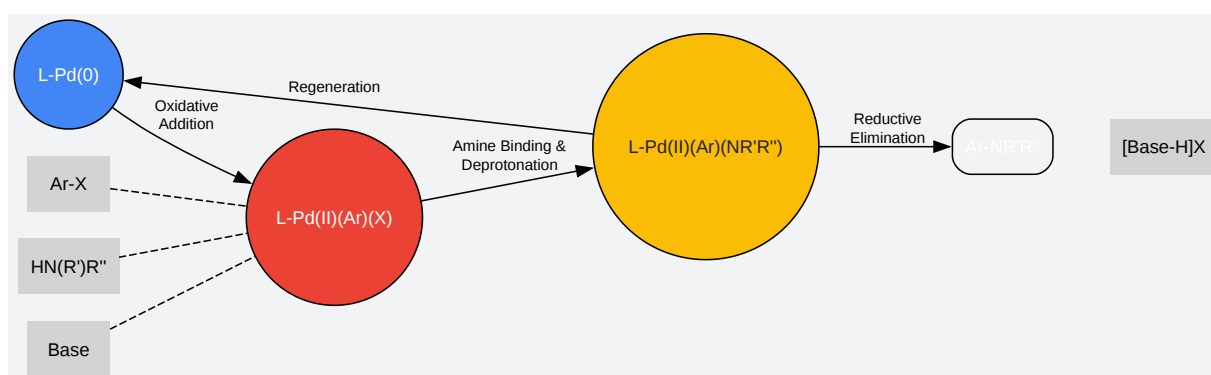 L-Pd(0)
Regeneration
Oxidative
Addition
Ar-X
HN(R')R''
Base
L-Pd(II)(Ar)(X)
Amine Binding &
Deprotonation
L-Pd(II)(Ar)(NR'R'')
Reductive
Elimination
Ar-NR'R''
[Base-H]X